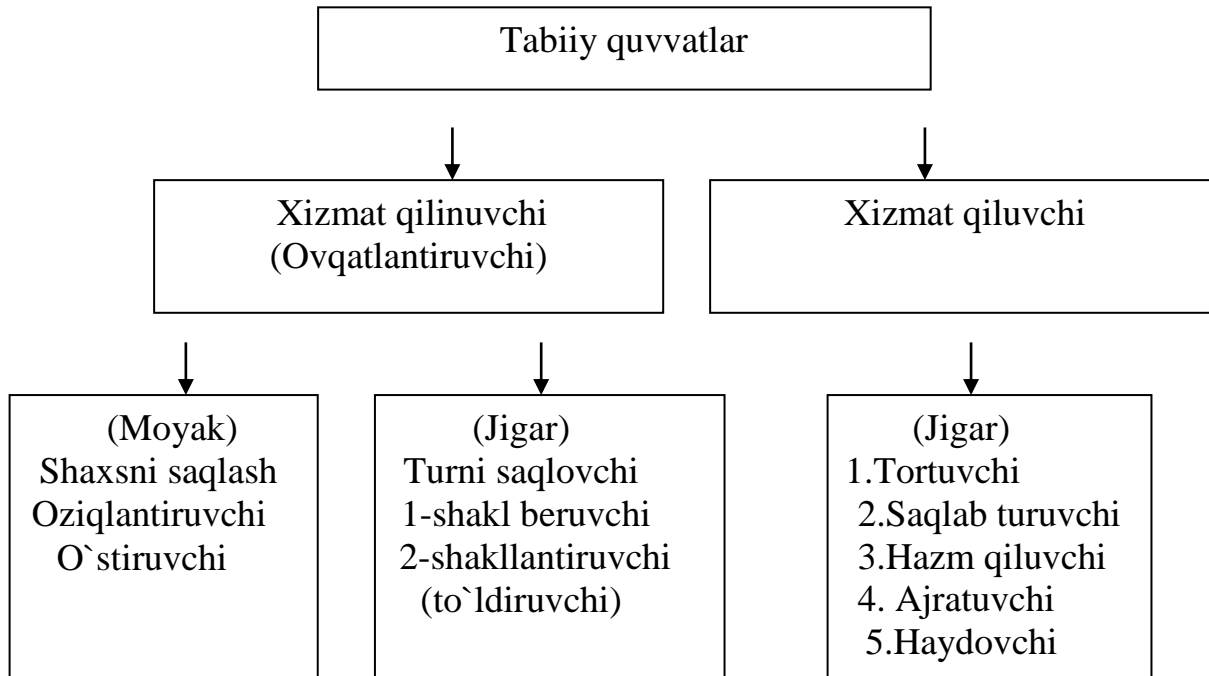 Tabiiy quvvatlar
Xizmat qilinuvchi
(Ovqatlantiruvchi)
Xizmat qiluvchi
(Moyak)
Shaxsni saqlash
Oziqlantiruvchi
O`stiruvchi
(Jigar)
Turni saqlovchi
1-shakl beruvchi
2-shakllantiruvchi
(to`ldiruvchi)
(Jigar)
1.Tortuvchi
2.Saqlab turuvchi
3.Hazm qiluvchi
4. Ajratuvchi
5.Haydovchi